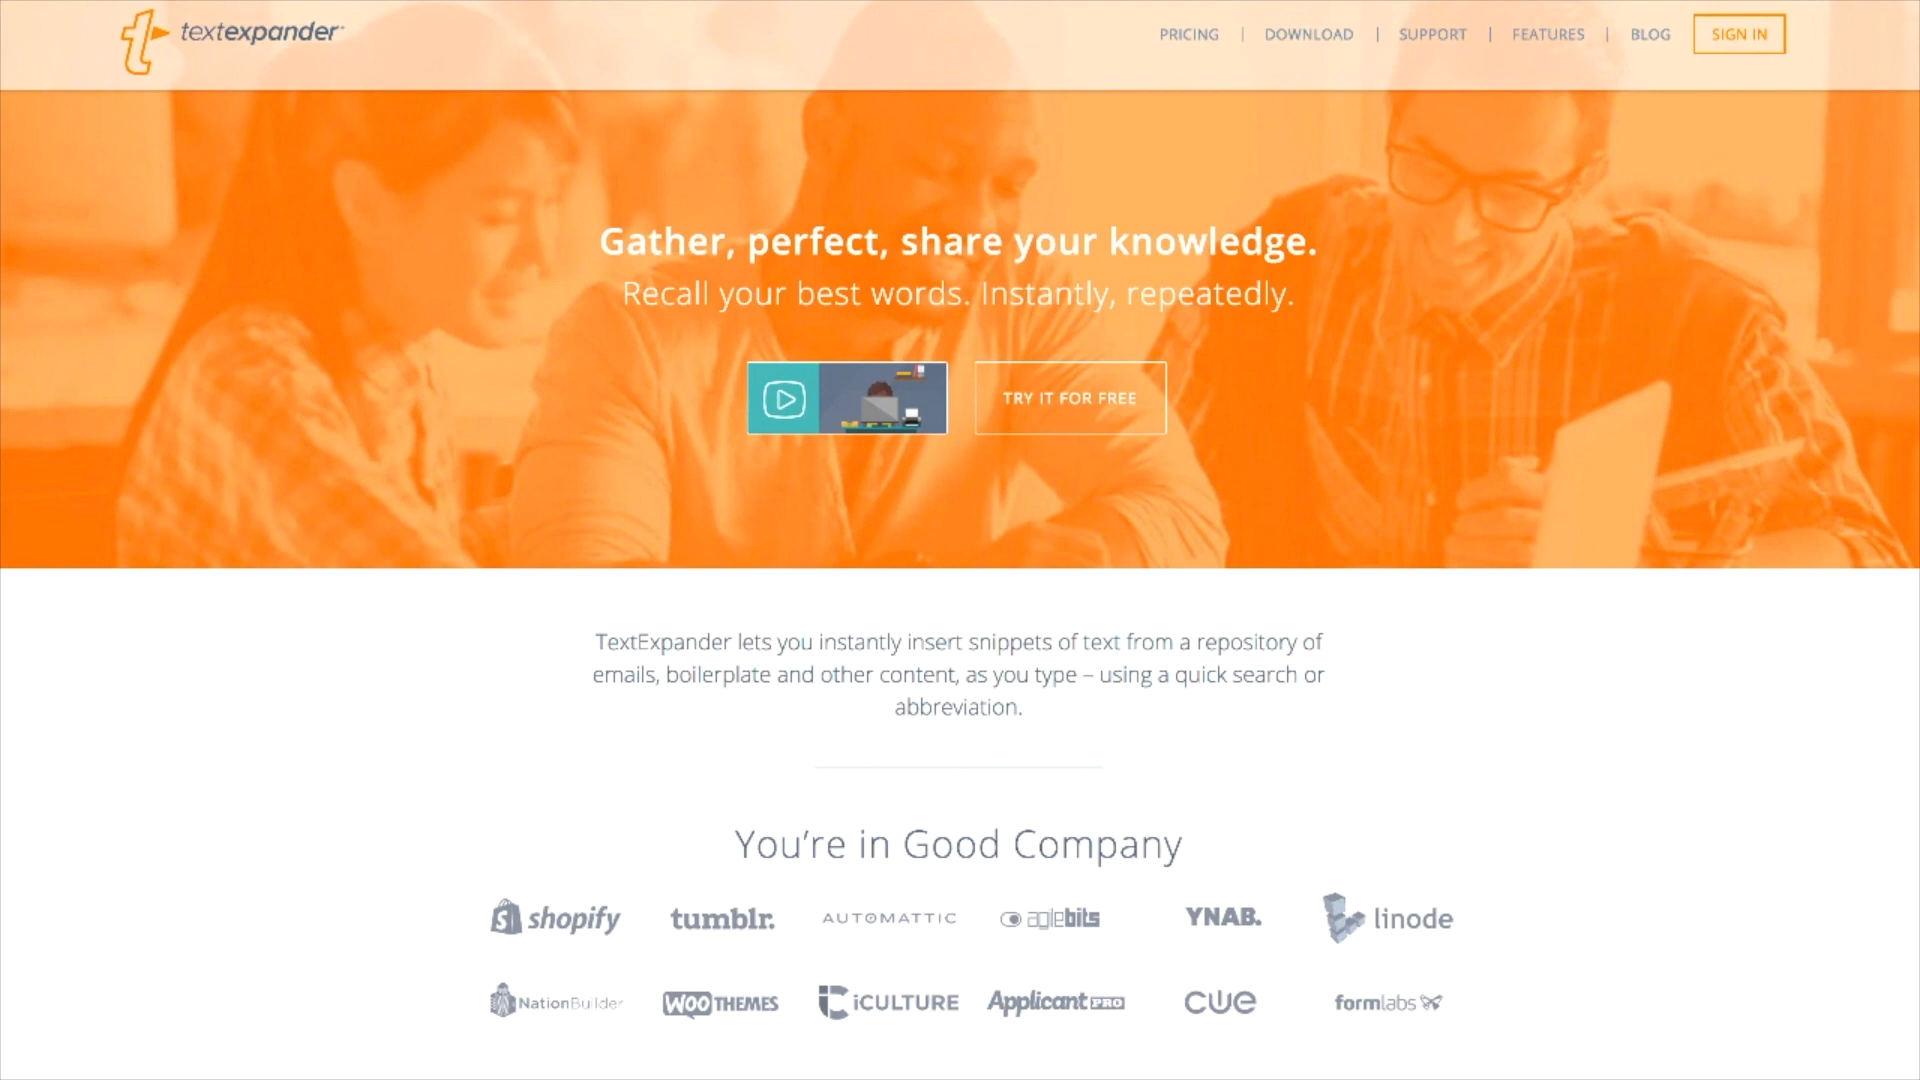 textexpander
PRICING | DOWNLOAD | SUPPORT | FEATURES | BLOG SIGN IN
Gather, perfect, share your knowledge.
Recall your best words. Instantly, repeatedly.
TRY IT FOR FREE
TextExpander lets you instantly insert snippets of text from a repository of
emails, boilerplate and other content, as you type – using a quick search or
abbreviation.
You’re in Good Company
shopify tumblr. AUTOMATTIC agilebits YNAB. linode
NationBuilder WOOTHEMES iCULTURE ApplicantPRO cue formlabs